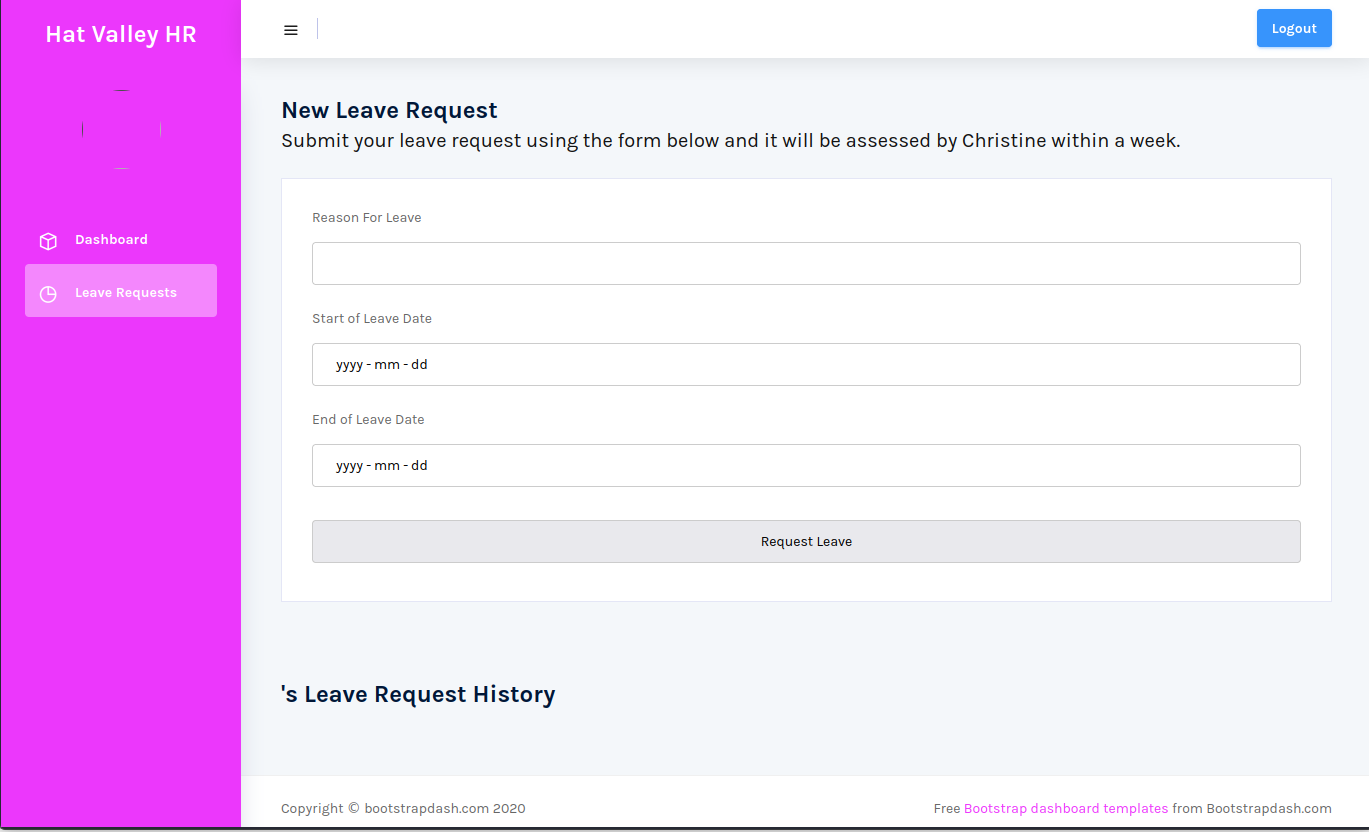 Hat Valley HR
Logout
Dashboard
Leave Requests
New Leave Request
Submit your leave request using the form below and it will be assessed by Christine within a week.
Reason For Leave
Start of Leave Date
yyyy - mm - dd
End of Leave Date
yyyy - mm - dd
Request Leave
's Leave Request History
Copyright © bootstrapdash.com 2020
Free Bootstrap dashboard templates from Bootstrapdash.com